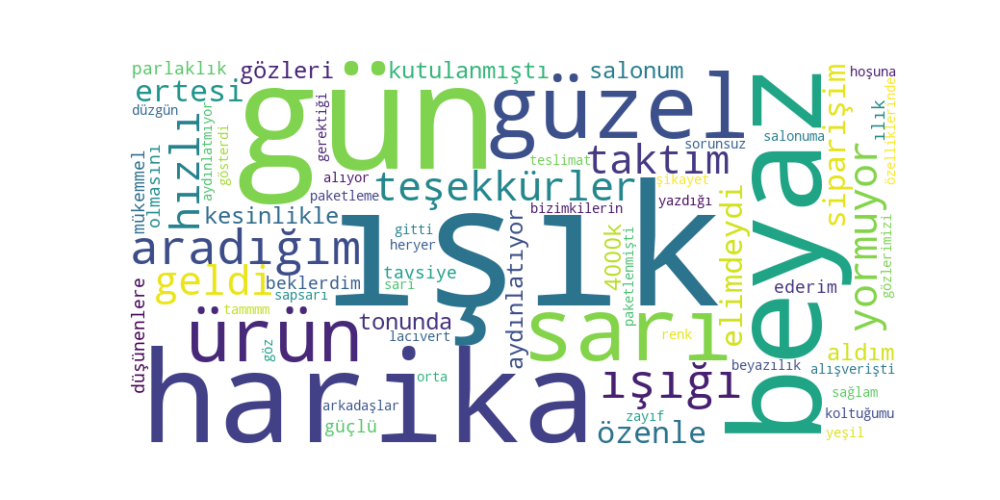 parlaklık
gözleri
kutulanmıştı
salonum
hoşuna
ertesi
gün
güzel
beyaz
siparişim
özelliklerinde
düzgün
hızlı
aydınlatmıyor
gösterdi
gerektiği
teslimat
sorunsuz
salonuma
ılık
mükemmel
olmasını
alıyor
paketleme
teşekkürler
taktım
şikayet
yazdığı
kesinlikle
bizimkilerin
yormuyor
gözlerimizi
aradığım
gitti
heryer
ışık
aydınlatıyor
4000k
paketlenmişti
elimdeydi
geldi
beklerdim
tavsiye
sarı
sapsarı
ederim
düşünenlere
ürün
tammmm
tonunda
lacıvert
sarı
renk
göz
aldım
harika
orta
ışığı
beyazılık
alışverişti
arkadaşlar
güçlü
zayıf
özenle
sağlam
koltuğumu
yeşil